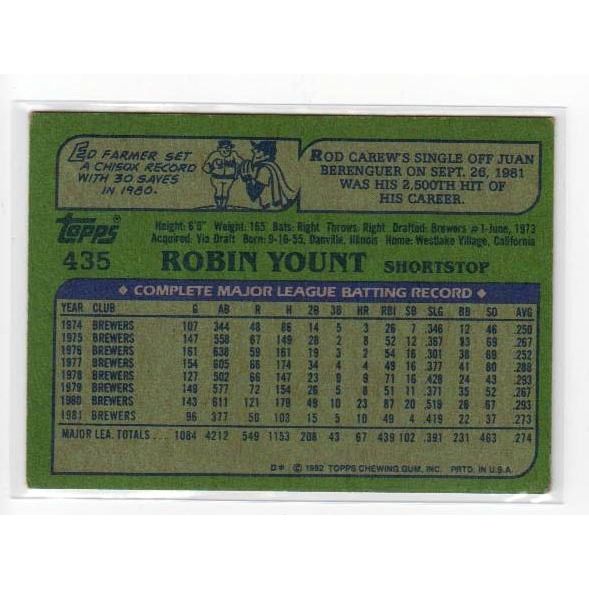 ED FARMER SET
A CHISOX RECORD
WITH 30 SAVES
IN 1980.
ROD CAREW'S SINGLE OFF JUAN
BERENGUER ON SEPT. 26, 1981
WAS HIS 2,500TH HIT OF
HIS CAREER.
Topps®
435
Height: 6'0" Weight: 165 Bats: Right Throws: Right Drafted: Brewers #1-June, 1973
Acquired: Via Draft Born: 9-16-55, Danville, Illinois Home: Westlake Village, California
ROBIN YOUNT SHORTSTOP
COMPLETE MAJOR LEAGUE BATTING RECORD
YEAR CLUB G AB R H 2B 3B HR RBI SB SLG BB SO AVG
1974 BREWERS 107 344 48 86 14 5 3 26 7 .346 12 46 .250
1975 BREWERS 147 558 67 149 28 2 8 52 12 .367 33 69 .267
1976 BREWERS 161 638 59 161 19 3 2 54 16 .301 38 69 .252
1977 BREWERS 154 605 66 174 34 4 4 49 16 .377 41 80 .288
1978 BREWERS 127 502 66 147 23 9 9 71 16 24 43 .293
1979 BREWERS 149 577 72 154 26 5 8 51 11 .371 35 52 .267
1980 BREWERS 143 611 121 179 49 10 23 87 20 .519 26 67 .293
1981 BREWERS 96 377 50 103 15 5 10 49 4 .419 22 37 .273
MAJOR LEA. TOTALS . . . . 1084 4212 549 1153 208 43 67 439 102 .391 231 463 .274
D* © 1982 TOPPS CHEWING GUM, INC. PRTD. IN U.S.A.